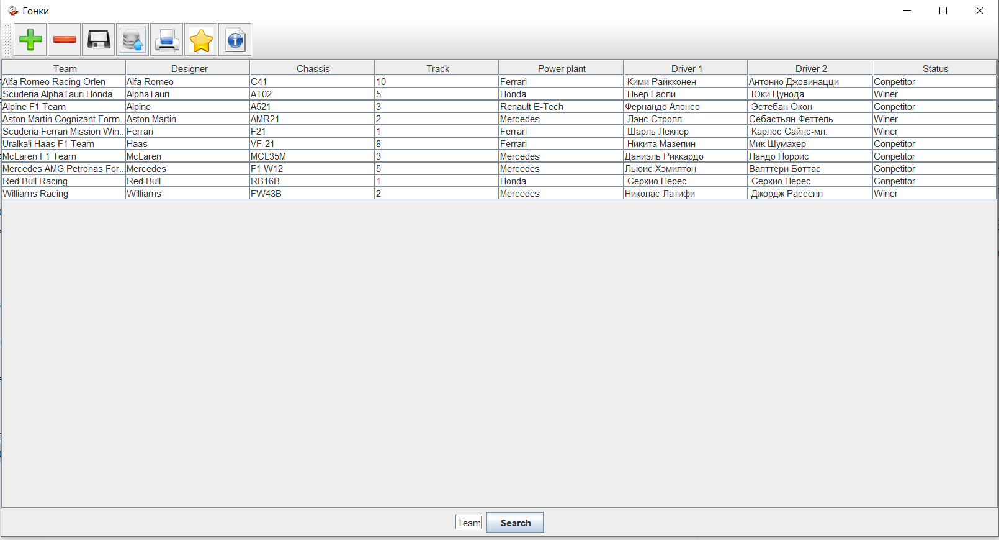 Гонки
Team Designer Chassis Track Power plant Driver 1 Driver 2 Status
Alfa Romeo Racing Orlen Alfa Romeo C41 10 Ferrari Кими Райкконен Антонио Джовинацци Conpetitor
Scuderia AlphaTauri Honda AlphaTauri AT02 5 Honda Пьер Гасли Юки Цунода Winer
Alpine F1 Team Alpine A521 3 Renault E-Tech Фернандо Алонсо Эстебан Окон Conpetitor
Aston Martin Cognizant Form... Aston Martin AMR21 2 Mercedes Лэнс Стролл Себастьян Феттель Winer
Scuderia Ferrari Mission Win... Ferrari F21 1 Ferrari Шарль Леклер Карлос Сайнс-мл. Winer
Uralkali Haas F1 Team Haas VF-21 8 Ferrari Никита Мазепин Мик Шумахер Conpetitor
McLaren F1 Team McLaren MCL35M 3 Mercedes Даниэль Риккардо Ландо Норрис Conpetitor
Mercedes AMG Petronas For... Mercedes F1 W12 5 Mercedes Льюис Хэмилтон Валттери Боттас Conpetitor
Red Bull Racing Red Bull RB16B 1 Honda Серхио Перес Серхио Перес Conpetitor
Williams Racing Williams FW43B 2 Mercedes Николас Латифи Джордж Расселл Winer
Team Search